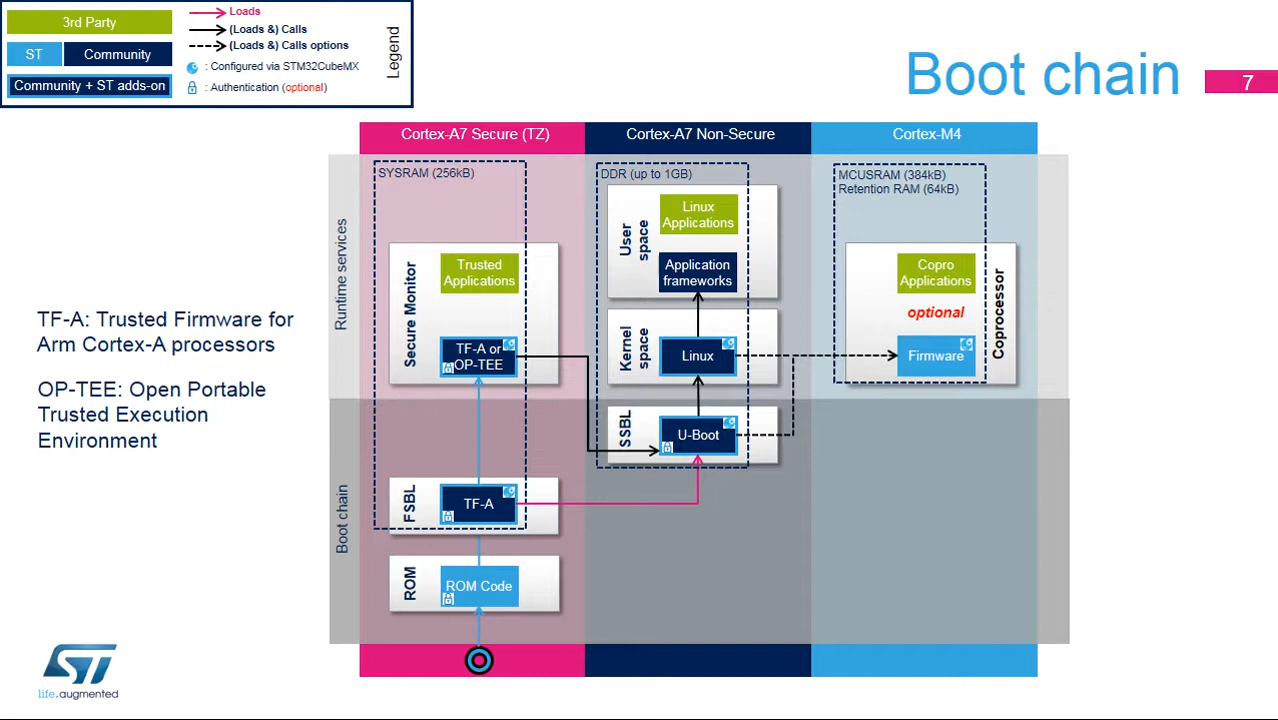 3rd Party
ST
Community
Community + ST adds-on
Loads
(Loads &) Calls
(Loads &) Calls options
: Configured via STM32CubeMX
: Authentication (optional)
Legend
Boot chain
7
Cortex-A7 Secure (TZ)
Cortex-A7 Non-Secure
Cortex-M4
Runtime services
SYSRAM (256kB)
Secure Monitor
Trusted
Applications
TF-A or
OP-TEE
DDR (up to 1GB)
User
space
Linux
Applications
Application
frameworks
Kernel
space
Linux
SSBL
U-Boot
MCUSRAM (384kB)
Retention RAM (64kB)
Copro
Applications
optional
Firmware
Coprocessor
Boot chain
FSBL
TF-A
ROM
ROM Code
TF-A: Trusted Firmware for
Arm Cortex-A processors
OP-TEE: Open Portable
Trusted Execution
Environment
ST
life.augmented